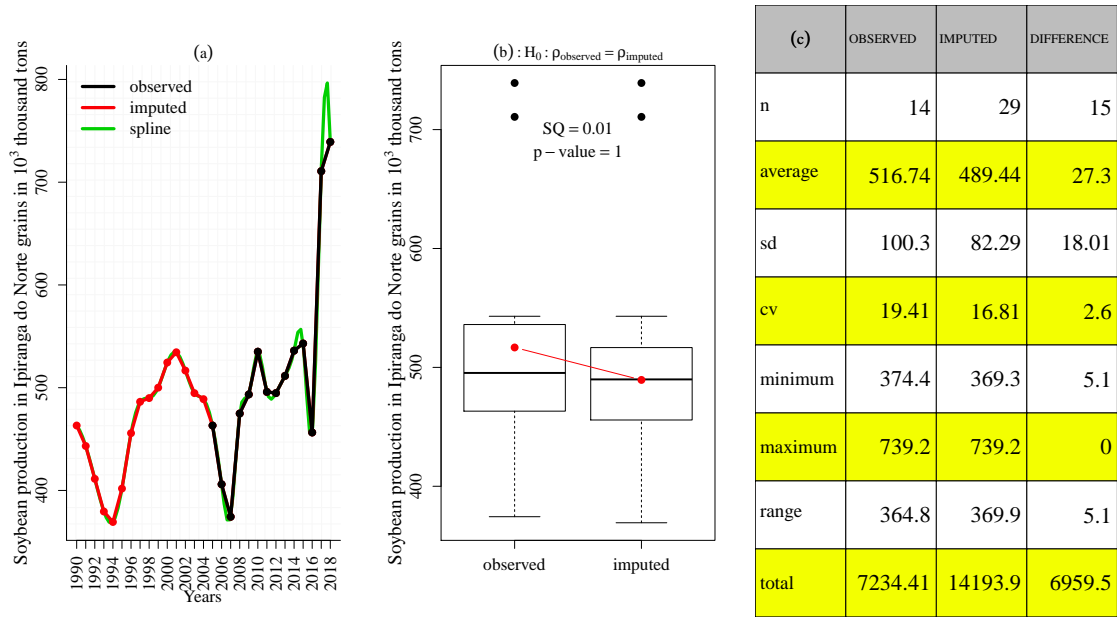 (a)
Soybean production in Ipiranga do Norte grains in 10³ thousand tons
800
700
600
500
400
observed
imputed
spline
1990
1992
1994
1996
1998
2000
2002
2004
2006
2008
2010
2012
2014
2016
2018
Years
(b) : H₀ : ρobserved = ρimputed
Soybean production in Ipiranga do Norte grains in 10³ thousand tons
700
600
500
400
SQ = 0.01
p − value = 1
observed imputed
(c) OBSERVED IMPUTED DIFFERENCE
n 14 29 15
average 516.74 489.44 27.3
sd 100.3 82.29 18.01
cv 19.41 16.81 2.6
minimum 374.4 369.3 5.1
maximum 739.2 739.2 0
range 364.8 369.9 5.1
total 7234.41 14193.9 6959.5